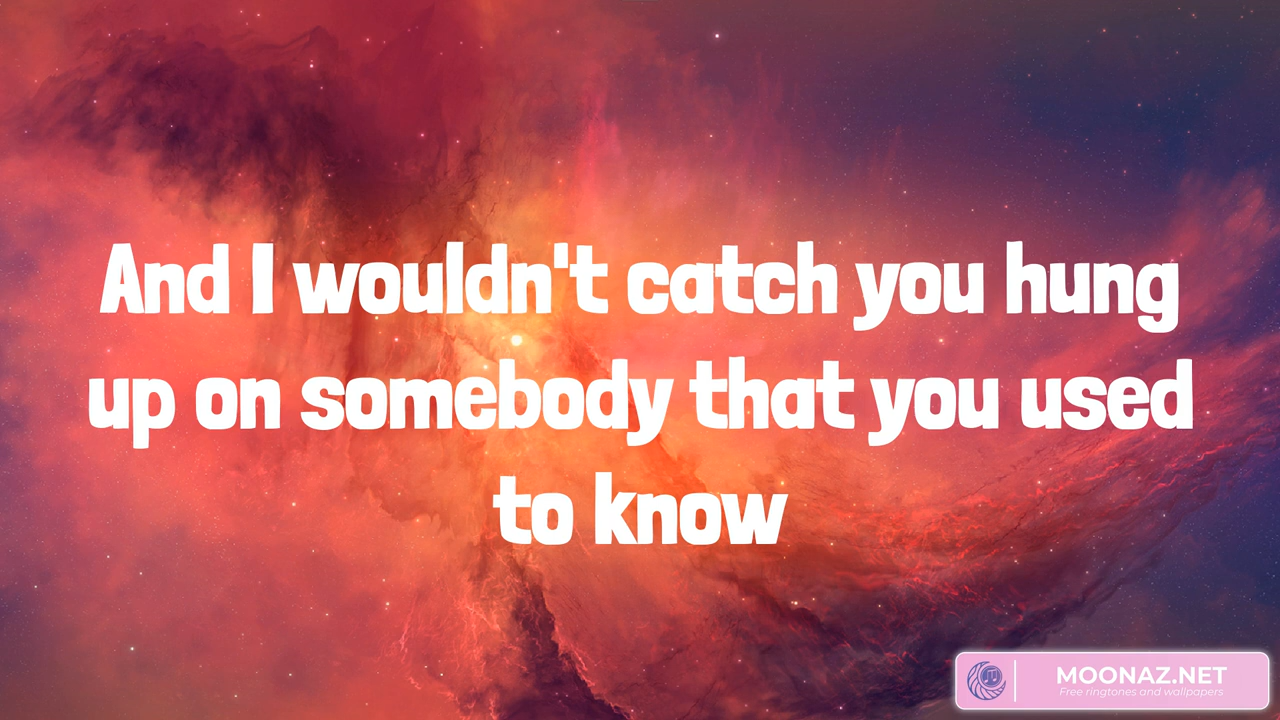 And I wouldn't catch you hung
up on somebody that you used
to know
MOONAZ.NET
Free ringtones and wallpapers